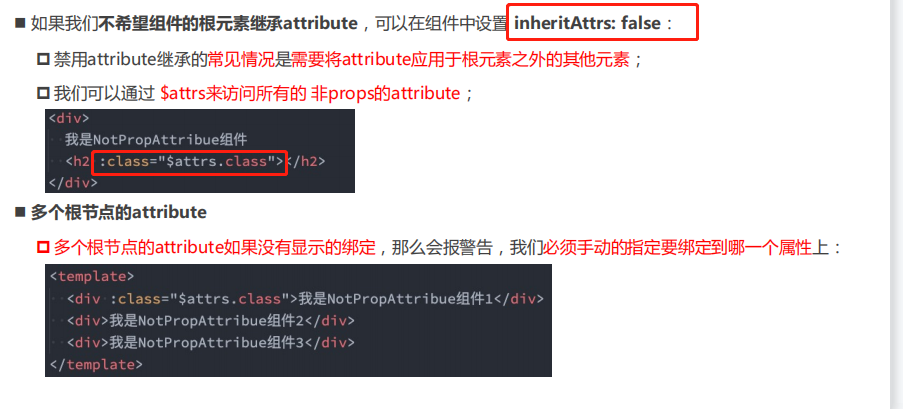 ■ 如果我们不希望组件的根元素继承attribute，可以在组件中设置 inheritAttrs: false：
禁用attribute继承的常见情况是需要将attribute应用于根元素之外的其他元素；
我们可以通过 $attrs来访问所有的 非props的attribute；
<div>
我是NotPropAttribue组件
<h2 :class="$attrs.class"></h2>
</div>
■ 多个根节点的attribute
多个根节点的attribute如果没有显示的绑定，那么会报警告，我们必须手动的指定要绑定到哪一个属性上：
<template>
<div :class="$attrs.class">我是NotPropAttribue组件1</div>
<div>我是NotPropAttribue组件2</div>
<div>我是NotPropAttribue组件3</div>
</template>